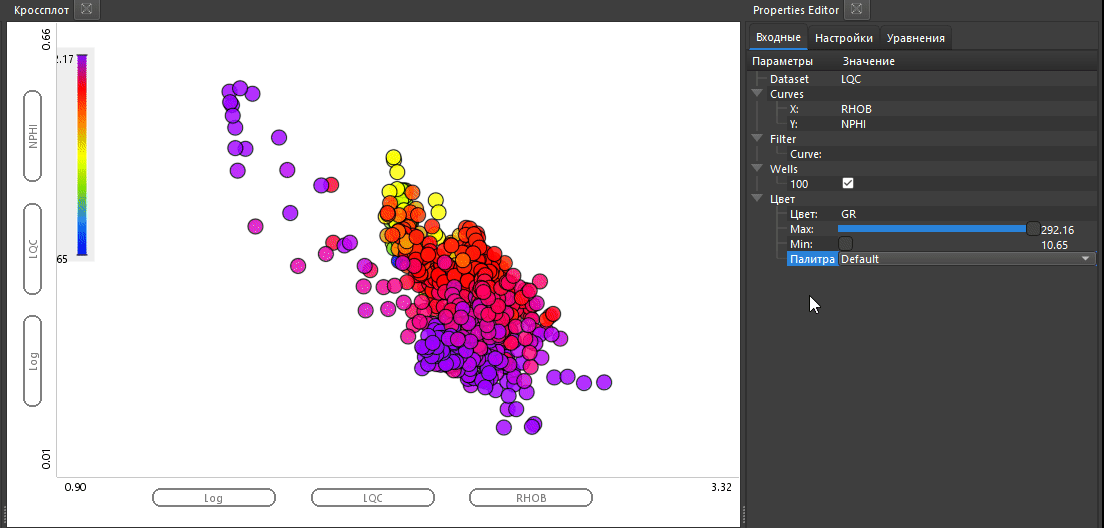 Кроссплот
0.66
2.17
65
NPHI
LQC
Log
0.01
0.90
3.32
Log
LQC
RHOB
Properties Editor
Входные
Настройки
Уравнения
Параметры Значение
Dataset LQC
Curves
X: RHOB
Y: NPHI
Filter
Curve:
Wells
100
Цвет
Цвет: GR
Max: 292.16
Min: 10.65
Палитра Default